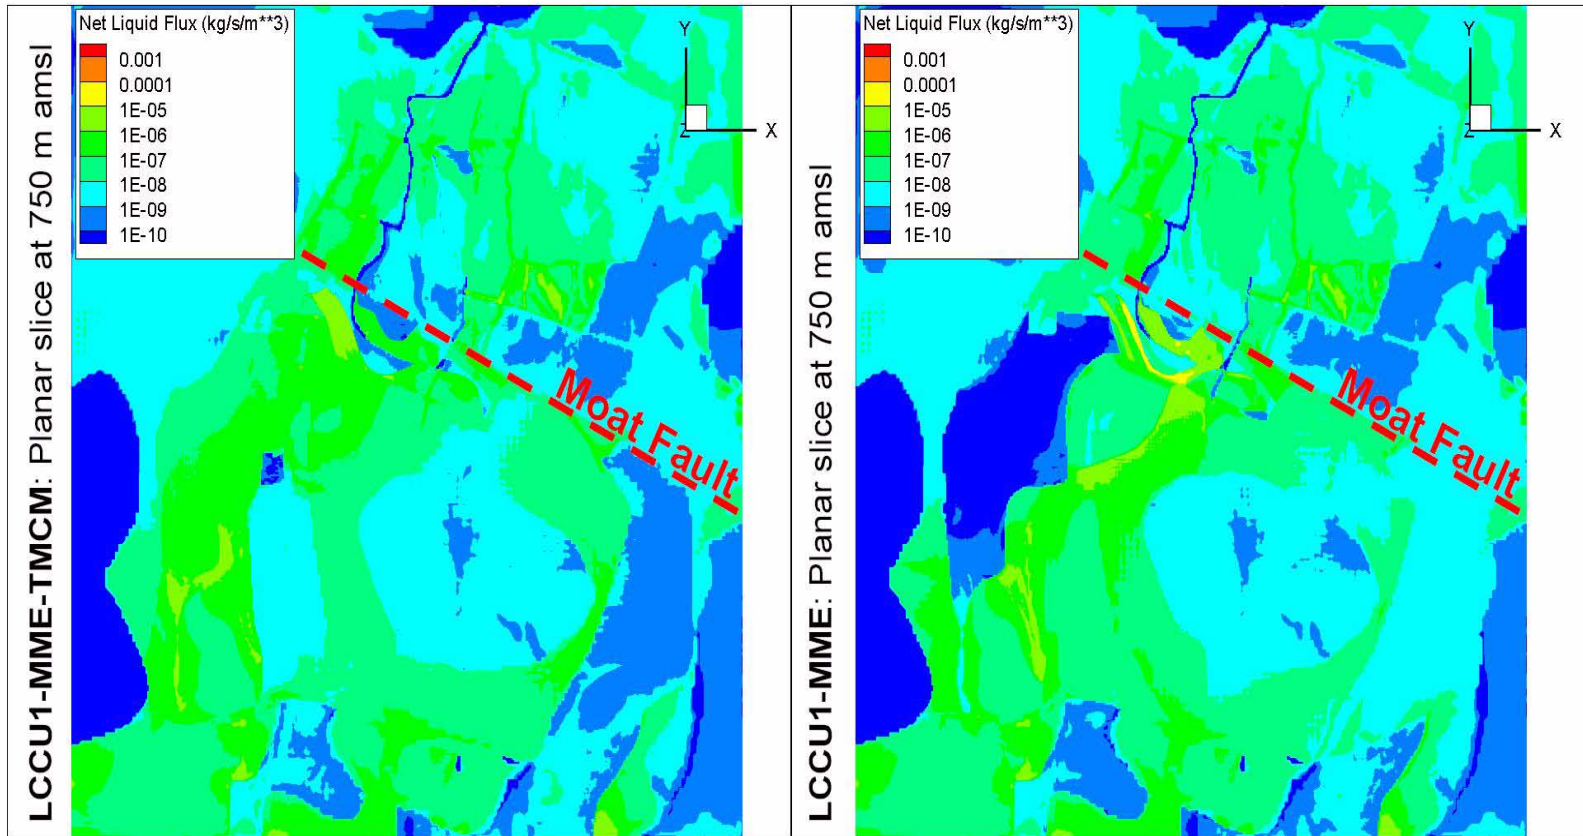 LCCU1-MME-TMCM: Planar slice at 750 m amsl
Net Liquid Flux (kg/s/m**3)
0.001
0.0001
1E-05
1E-06
1E-07
1E-08
1E-09
1E-10
Y
Z
X
Moat Fault
LCCU1-MME: Planar slice at 750 m amsl
Net Liquid Flux (kg/s/m**3)
0.001
0.0001
1E-05
1E-06
1E-07
1E-08
1E-09
1E-10
Y
Z
X
Moat Fault